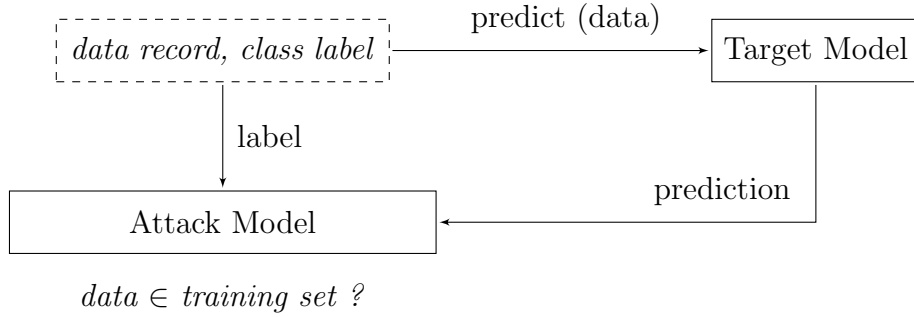 predict (data)
data record, class label
Target Model
label
prediction
Attack Model
data ∈ training set ?